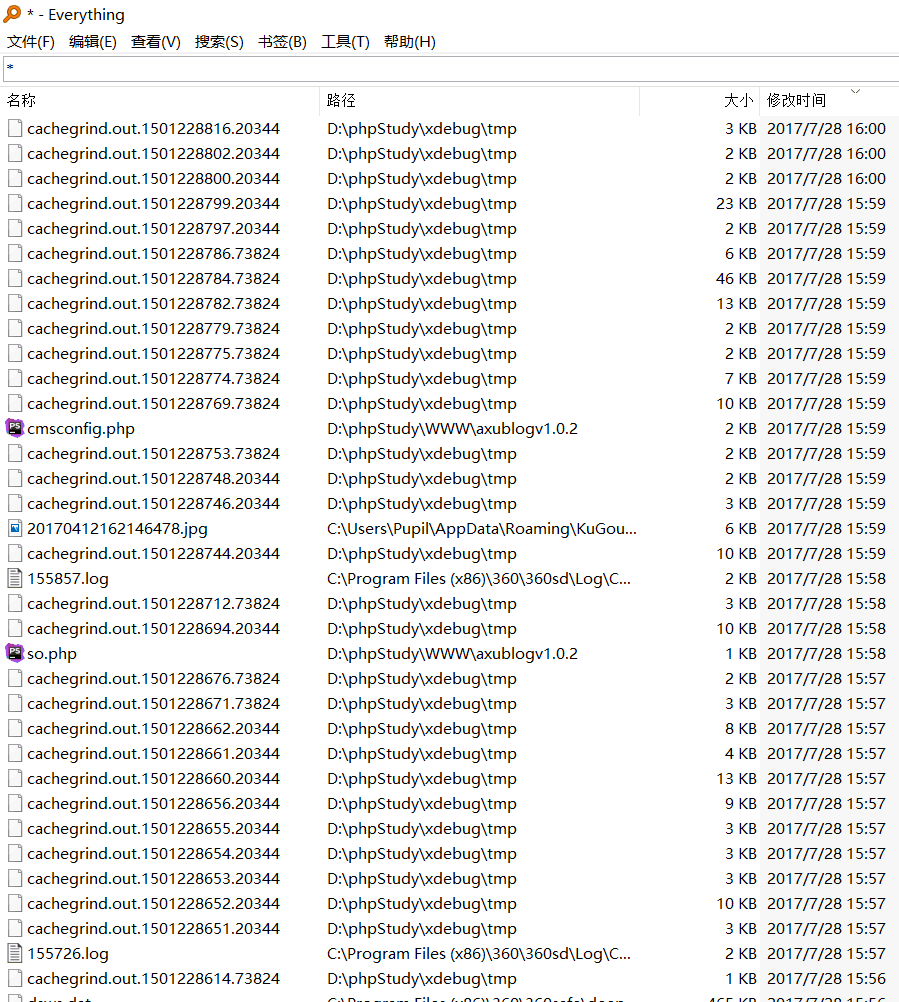 * - Everything
文件(F) 编辑(E) 查看(V) 搜索(S) 书签(B) 工具(T) 帮助(H)
*
名称 路径 大小 修改时间
cachegrind.out.1501228816.20344 D:\phpStudy\xdebug\tmp 3 KB 2017/7/28 16:00
cachegrind.out.1501228802.20344 D:\phpStudy\xdebug\tmp 2 KB 2017/7/28 16:00
cachegrind.out.1501228800.20344 D:\phpStudy\xdebug\tmp 2 KB 2017/7/28 16:00
cachegrind.out.1501228799.20344 D:\phpStudy\xdebug\tmp 23 KB 2017/7/28 15:59
cachegrind.out.1501228797.20344 D:\phpStudy\xdebug\tmp 2 KB 2017/7/28 15:59
cachegrind.out.1501228786.73824 D:\phpStudy\xdebug\tmp 6 KB 2017/7/28 15:59
cachegrind.out.1501228784.73824 D:\phpStudy\xdebug\tmp 46 KB 2017/7/28 15:59
cachegrind.out.1501228782.73824 D:\phpStudy\xdebug\tmp 13 KB 2017/7/28 15:59
cachegrind.out.1501228779.73824 D:\phpStudy\xdebug\tmp 2 KB 2017/7/28 15:59
cachegrind.out.1501228775.73824 D:\phpStudy\xdebug\tmp 2 KB 2017/7/28 15:59
cachegrind.out.1501228774.73824 D:\phpStudy\xdebug\tmp 7 KB 2017/7/28 15:59
cachegrind.out.1501228769.73824 D:\phpStudy\xdebug\tmp 10 KB 2017/7/28 15:59
cmsconfig.php D:\phpStudy\WWW\axublogv1.0.2 2 KB 2017/7/28 15:59
cachegrind.out.1501228753.73824 D:\phpStudy\xdebug\tmp 2 KB 2017/7/28 15:59
cachegrind.out.1501228748.20344 D:\phpStudy\xdebug\tmp 2 KB 2017/7/28 15:59
cachegrind.out.1501228746.20344 D:\phpStudy\xdebug\tmp 3 KB 2017/7/28 15:59
20170412162146478.jpg C:\Users\Pupil\AppData\Roaming\KuGou... 6 KB 2017/7/28 15:59
cachegrind.out.1501228744.20344 D:\phpStudy\xdebug\tmp 10 KB 2017/7/28 15:59
155857.log C:\Program Files (x86)\360\360sd\Log\C... 2 KB 2017/7/28 15:58
cachegrind.out.1501228712.73824 D:\phpStudy\xdebug\tmp 3 KB 2017/7/28 15:58
cachegrind.out.1501228694.20344 D:\phpStudy\xdebug\tmp 10 KB 2017/7/28 15:58
so.php D:\phpStudy\WWW\axublogv1.0.2 1 KB 2017/7/28 15:58
cachegrind.out.1501228676.73824 D:\phpStudy\xdebug\tmp 2 KB 2017/7/28 15:57
cachegrind.out.1501228671.73824 D:\phpStudy\xdebug\tmp 3 KB 2017/7/28 15:57
cachegrind.out.1501228662.20344 D:\phpStudy\xdebug\tmp 8 KB 2017/7/28 15:57
cachegrind.out.1501228661.20344 D:\phpStudy\xdebug\tmp 4 KB 2017/7/28 15:57
cachegrind.out.1501228660.20344 D:\phpStudy\xdebug\tmp 13 KB 2017/7/28 15:57
cachegrind.out.1501228656.20344 D:\phpStudy\xdebug\tmp 9 KB 2017/7/28 15:57
cachegrind.out.1501228655.20344 D:\phpStudy\xdebug\tmp 3 KB 2017/7/28 15:57
cachegrind.out.1501228654.20344 D:\phpStudy\xdebug\tmp 3 KB 2017/7/28 15:57
cachegrind.out.1501228653.20344 D:\phpStudy\xdebug\tmp 3 KB 2017/7/28 15:57
cachegrind.out.1501228652.20344 D:\phpStudy\xdebug\tmp 10 KB 2017/7/28 15:57
cachegrind.out.1501228651.20344 D:\phpStudy\xdebug\tmp 3 KB 2017/7/28 15:57
155726.log C:\Program Files (x86)\360\360sd\Log\C... 2 KB 2017/7/28 15:57
cachegrind.out.1501228614.73824 D:\phpStudy\xdebug\tmp 1 KB 2017/7/28 15:56